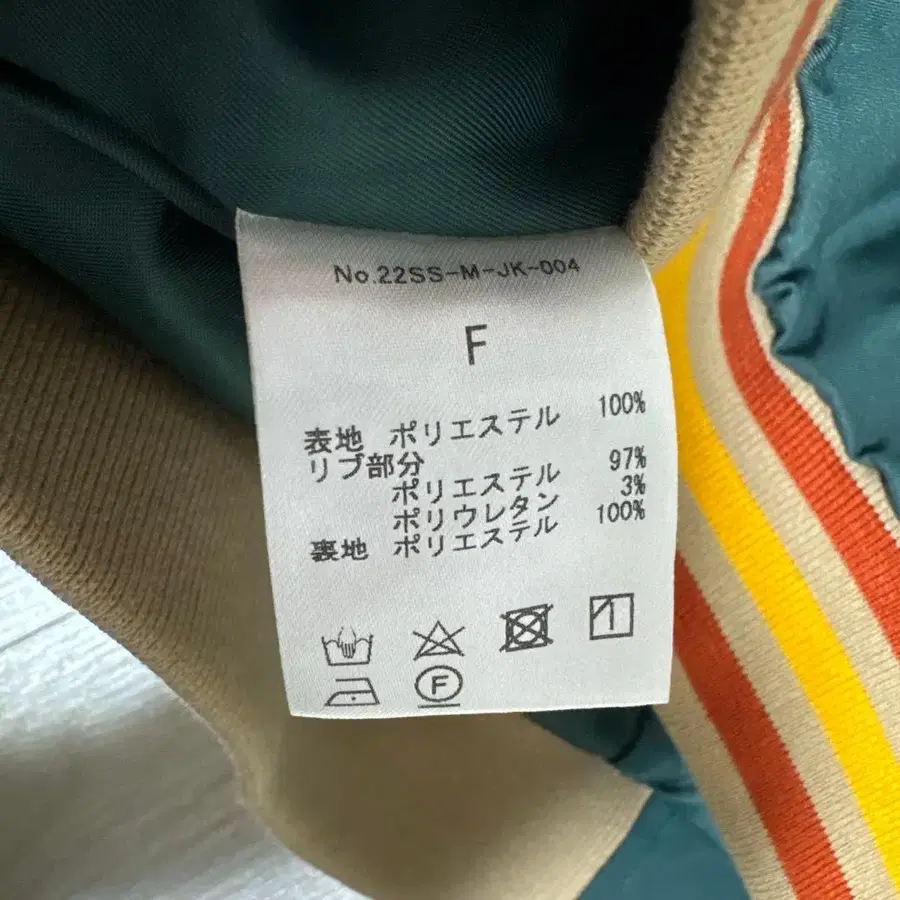 No.22SS-M-JK-004
F
表地 ポリエステル 100%
リブ部分
ポリエステル 97%
ポリウレタン 3%
裏地 ポリエステル 100%
F